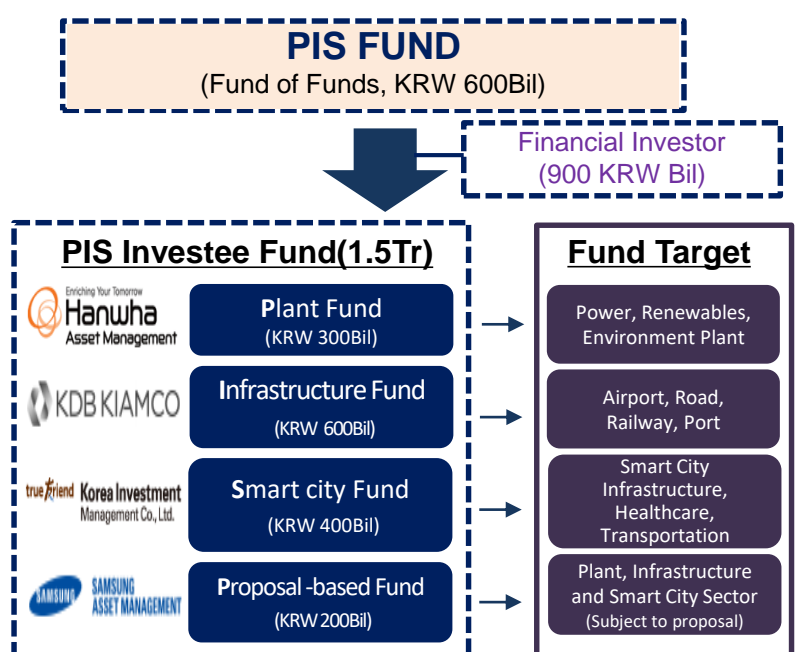 PIS FUND
(Fund of Funds, KRW 600Bil)
Financial Investor
(900 KRW Bil)
PIS Investee Fund(1.5Tr)
Enriching Your Tomorrow
Hanwha
Asset Management
Plant Fund
(KRW 300Bil)
KDB KIAMCO
Infrastructure Fund
(KRW 600Bil)
true friend Korea Investment
Management Co., Ltd.
Smart city Fund
(KRW 400Bil)
SAMSUNG
SAMSUNG
ASSET MANAGEMENT
Proposal-based Fund
(KRW 200Bil)
Fund Target
Power, Renewables,
Environment Plant
Airport, Road,
Railway, Port
Smart City
Infrastructure,
Healthcare,
Transportation
Plant, Infrastructure
and Smart City Sector
(Subject to proposal)